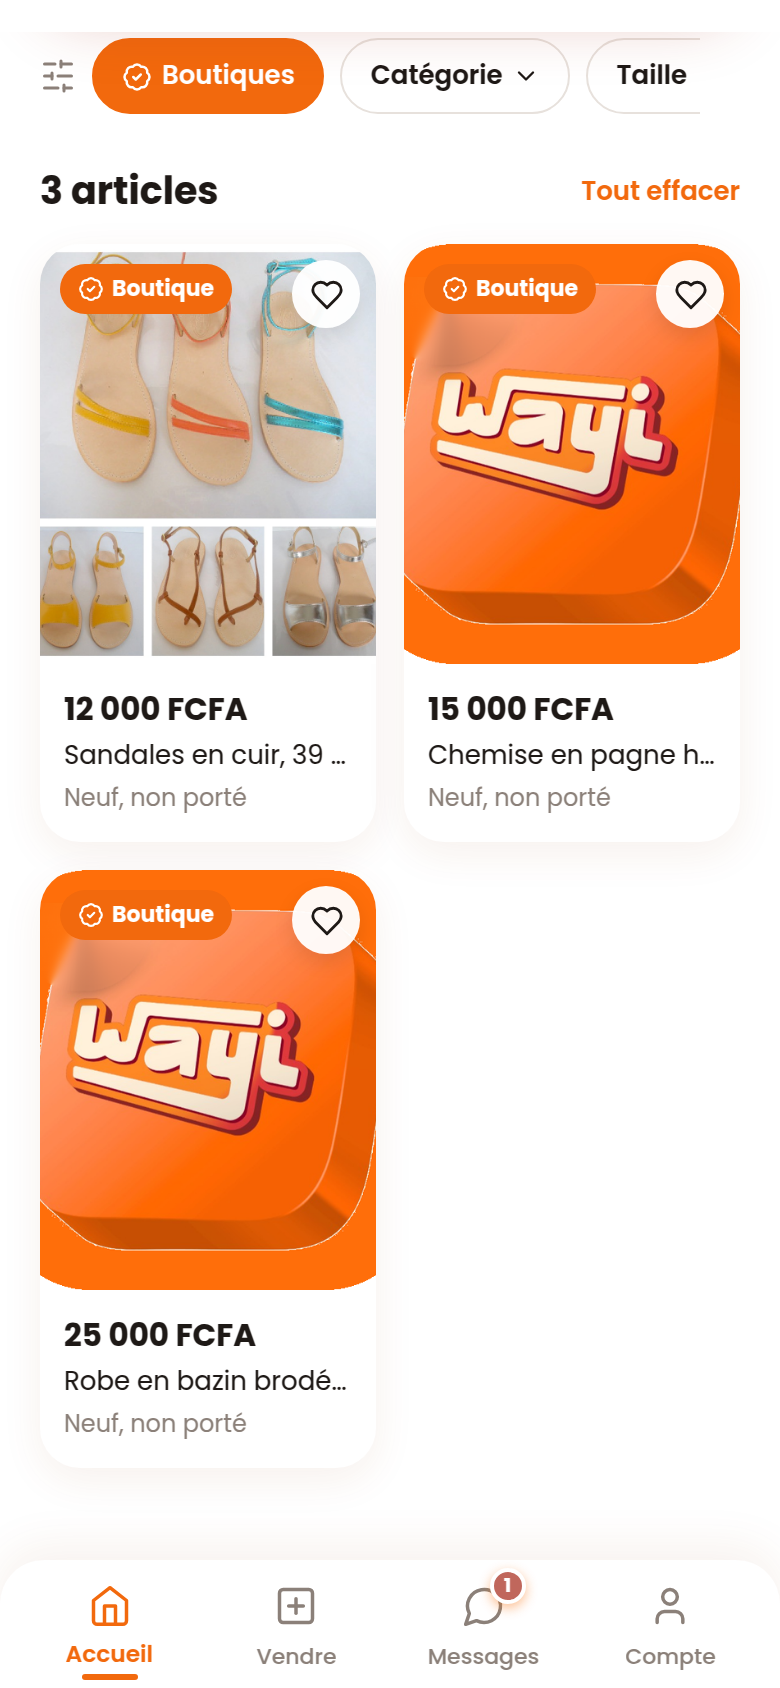 Boutiques
Catégorie
Taille
3 articles
Tout effacer
Boutique
Boutique
wayi
12 000 FCFA
Sandales en cuir, 39 ...
Neuf, non porté
15 000 FCFA
Chemise en pagne h...
Neuf, non porté
Boutique
wayi
25 000 FCFA
Robe en bazin brodé...
Neuf, non porté
1
Accueil
Vendre
Messages
Compte